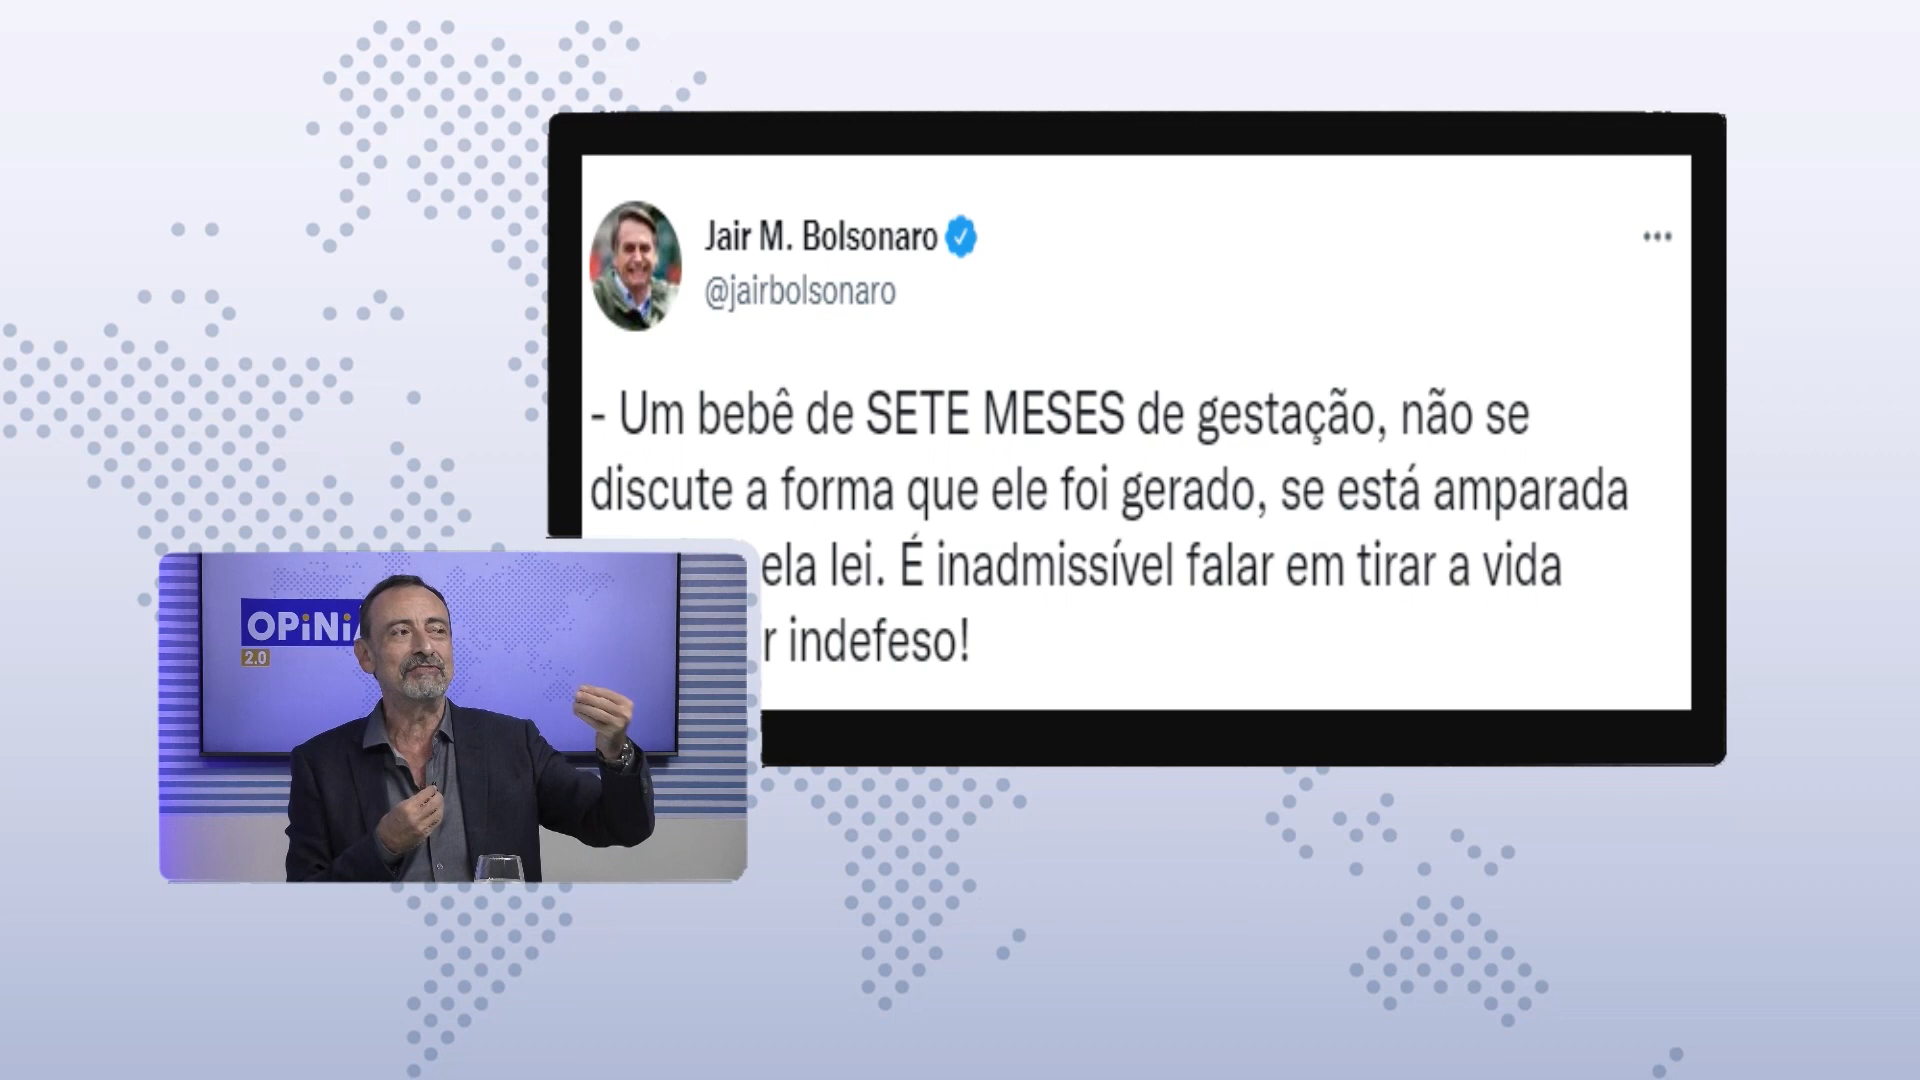 Jair M. Bolsonaro
@jairbolsonaro
- Um bebê de SETE MESES de gestação, não se
discute a forma que ele foi gerado, se está amparada
ela lei. É inadmissível falar em tirar a vida
r indefeso!
OPiNi
2.0